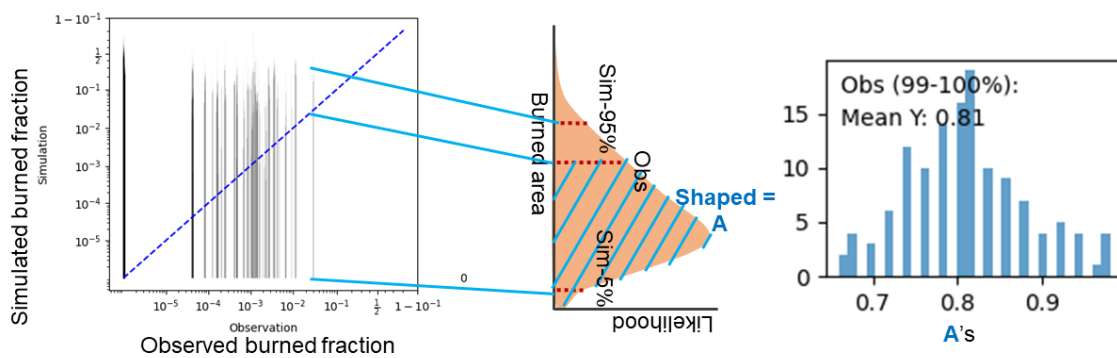 Simulated burned fraction
Simulation
1−10⁻¹
½
10⁻¹
10⁻²
10⁻³
10⁻⁴
10⁻⁵
10⁻⁵
10⁻⁴
10⁻³
10⁻²
10⁻¹
½
1−10⁻¹
Observation
Observed burned fraction
0
Burned area
Sim-95%
Obs
Sim-5%
Likelihood
Shaped =
A
Obs (99-100%):
Mean Y: 0.81
15
10
5
0
0.7
0.8
0.9
A's